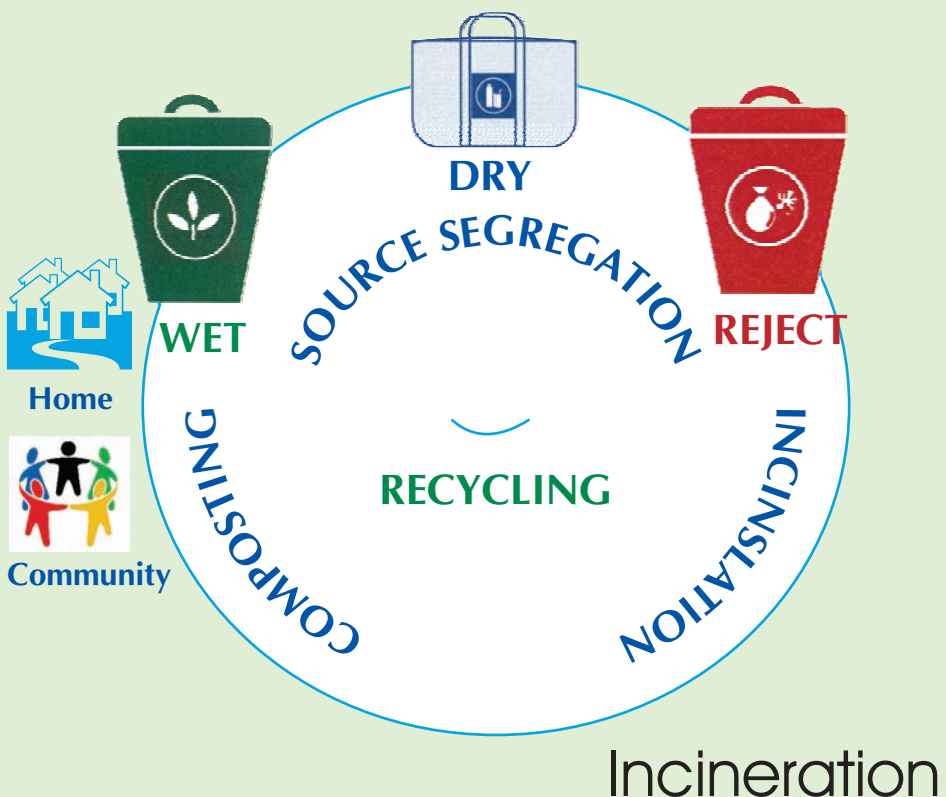 DRY
SOURCE SEGREGATION
WET
REJECT
Home
COMPOSTING
INCINSLATION
RECYCLING
Community
Incineration